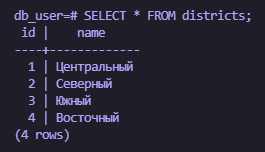 db_user=# SELECT * FROM districts;
 id |    name
----+-------------
  1 | Центральный
  2 | Северный
  3 | Южный
  4 | Восточный
(4 rows)